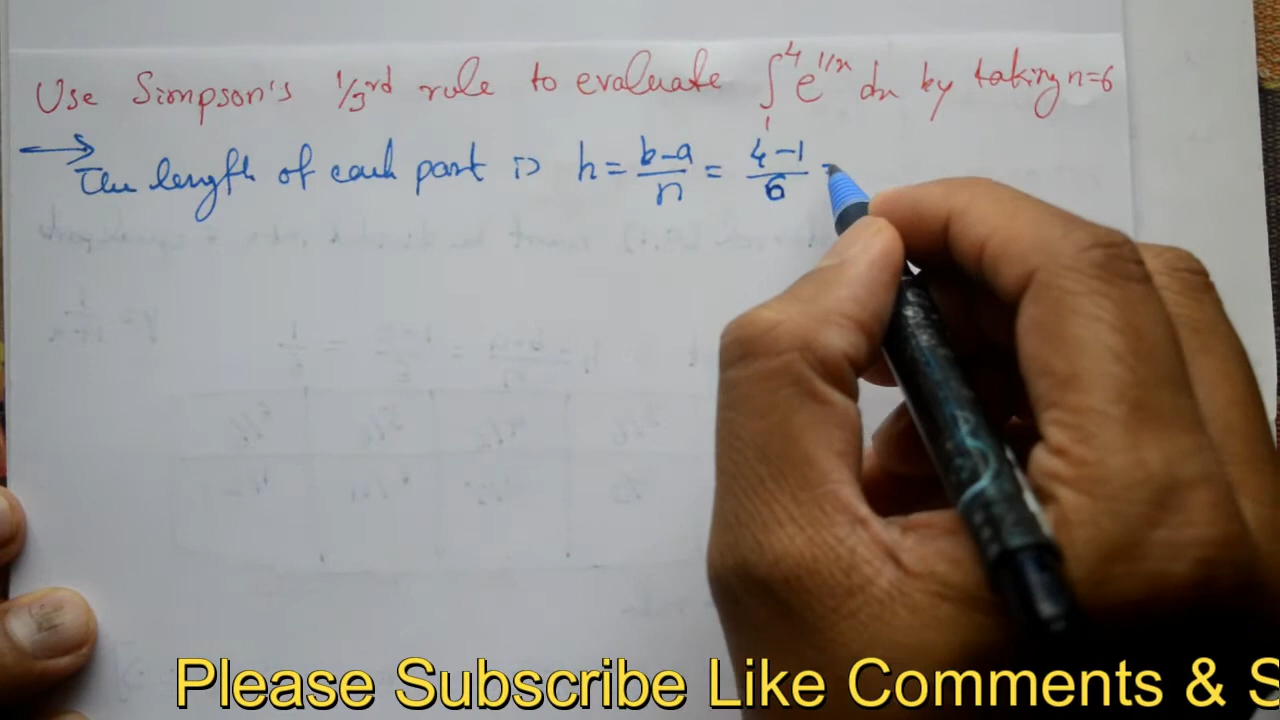 Use Simpson's 1/3rd rule to evaluate ∫₁⁴ e^{1/x} dx by taking n=6
→ The length of each part is h = b-a/n = 4-1/6 =
Please Subscribe Like Comments & S